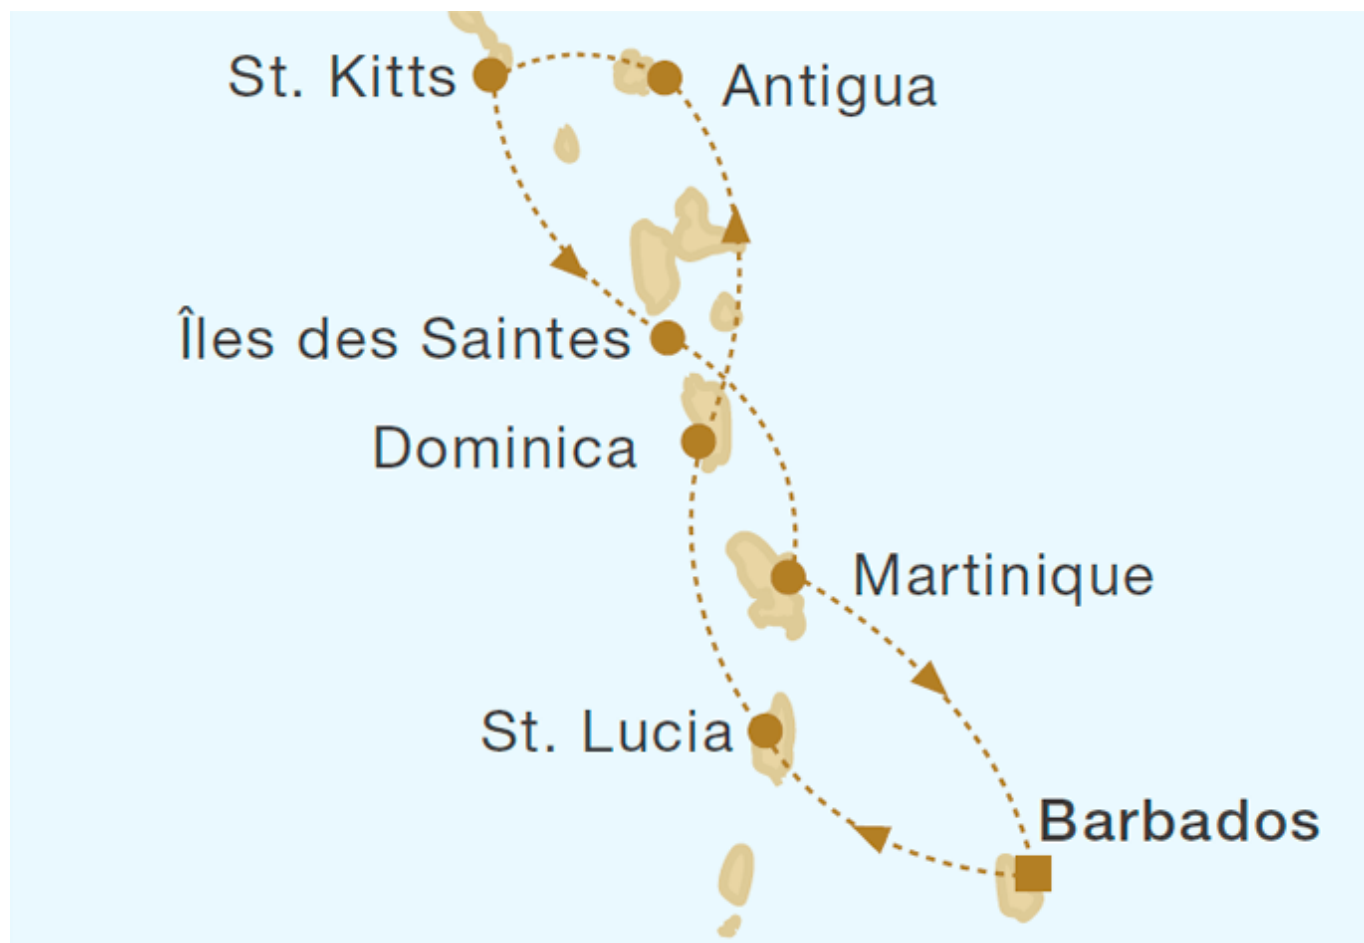 St. Kitts
Antigua
Îles des Saintes
Dominica
Martinique
St. Lucia
Barbados